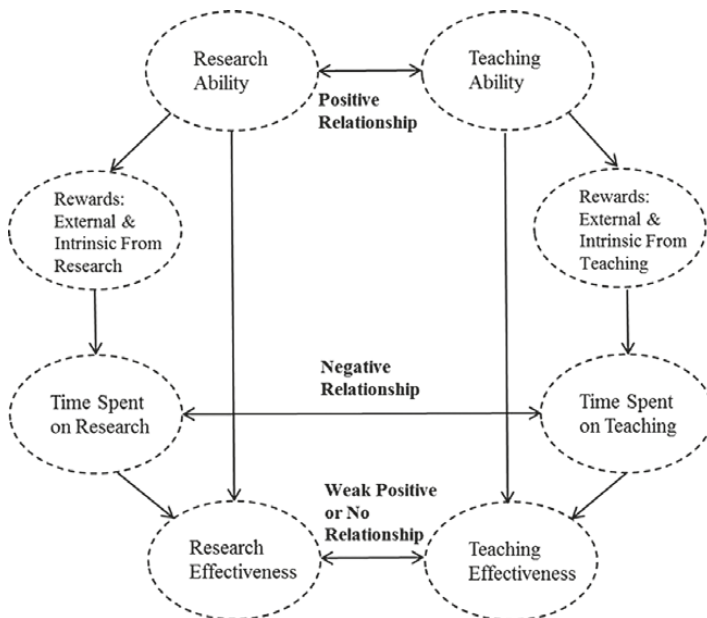 Research
Ability
Teaching
Ability
Positive
Relationship
Rewards:
External &
Intrinsic From
Research
Rewards:
External &
Intrinsic From
Teaching
Negative
Relationship
Time Spent
on Research
Time Spent
on Teaching
Weak Positive
or No
Relationship
Research
Effectiveness
Teaching
Effectiveness